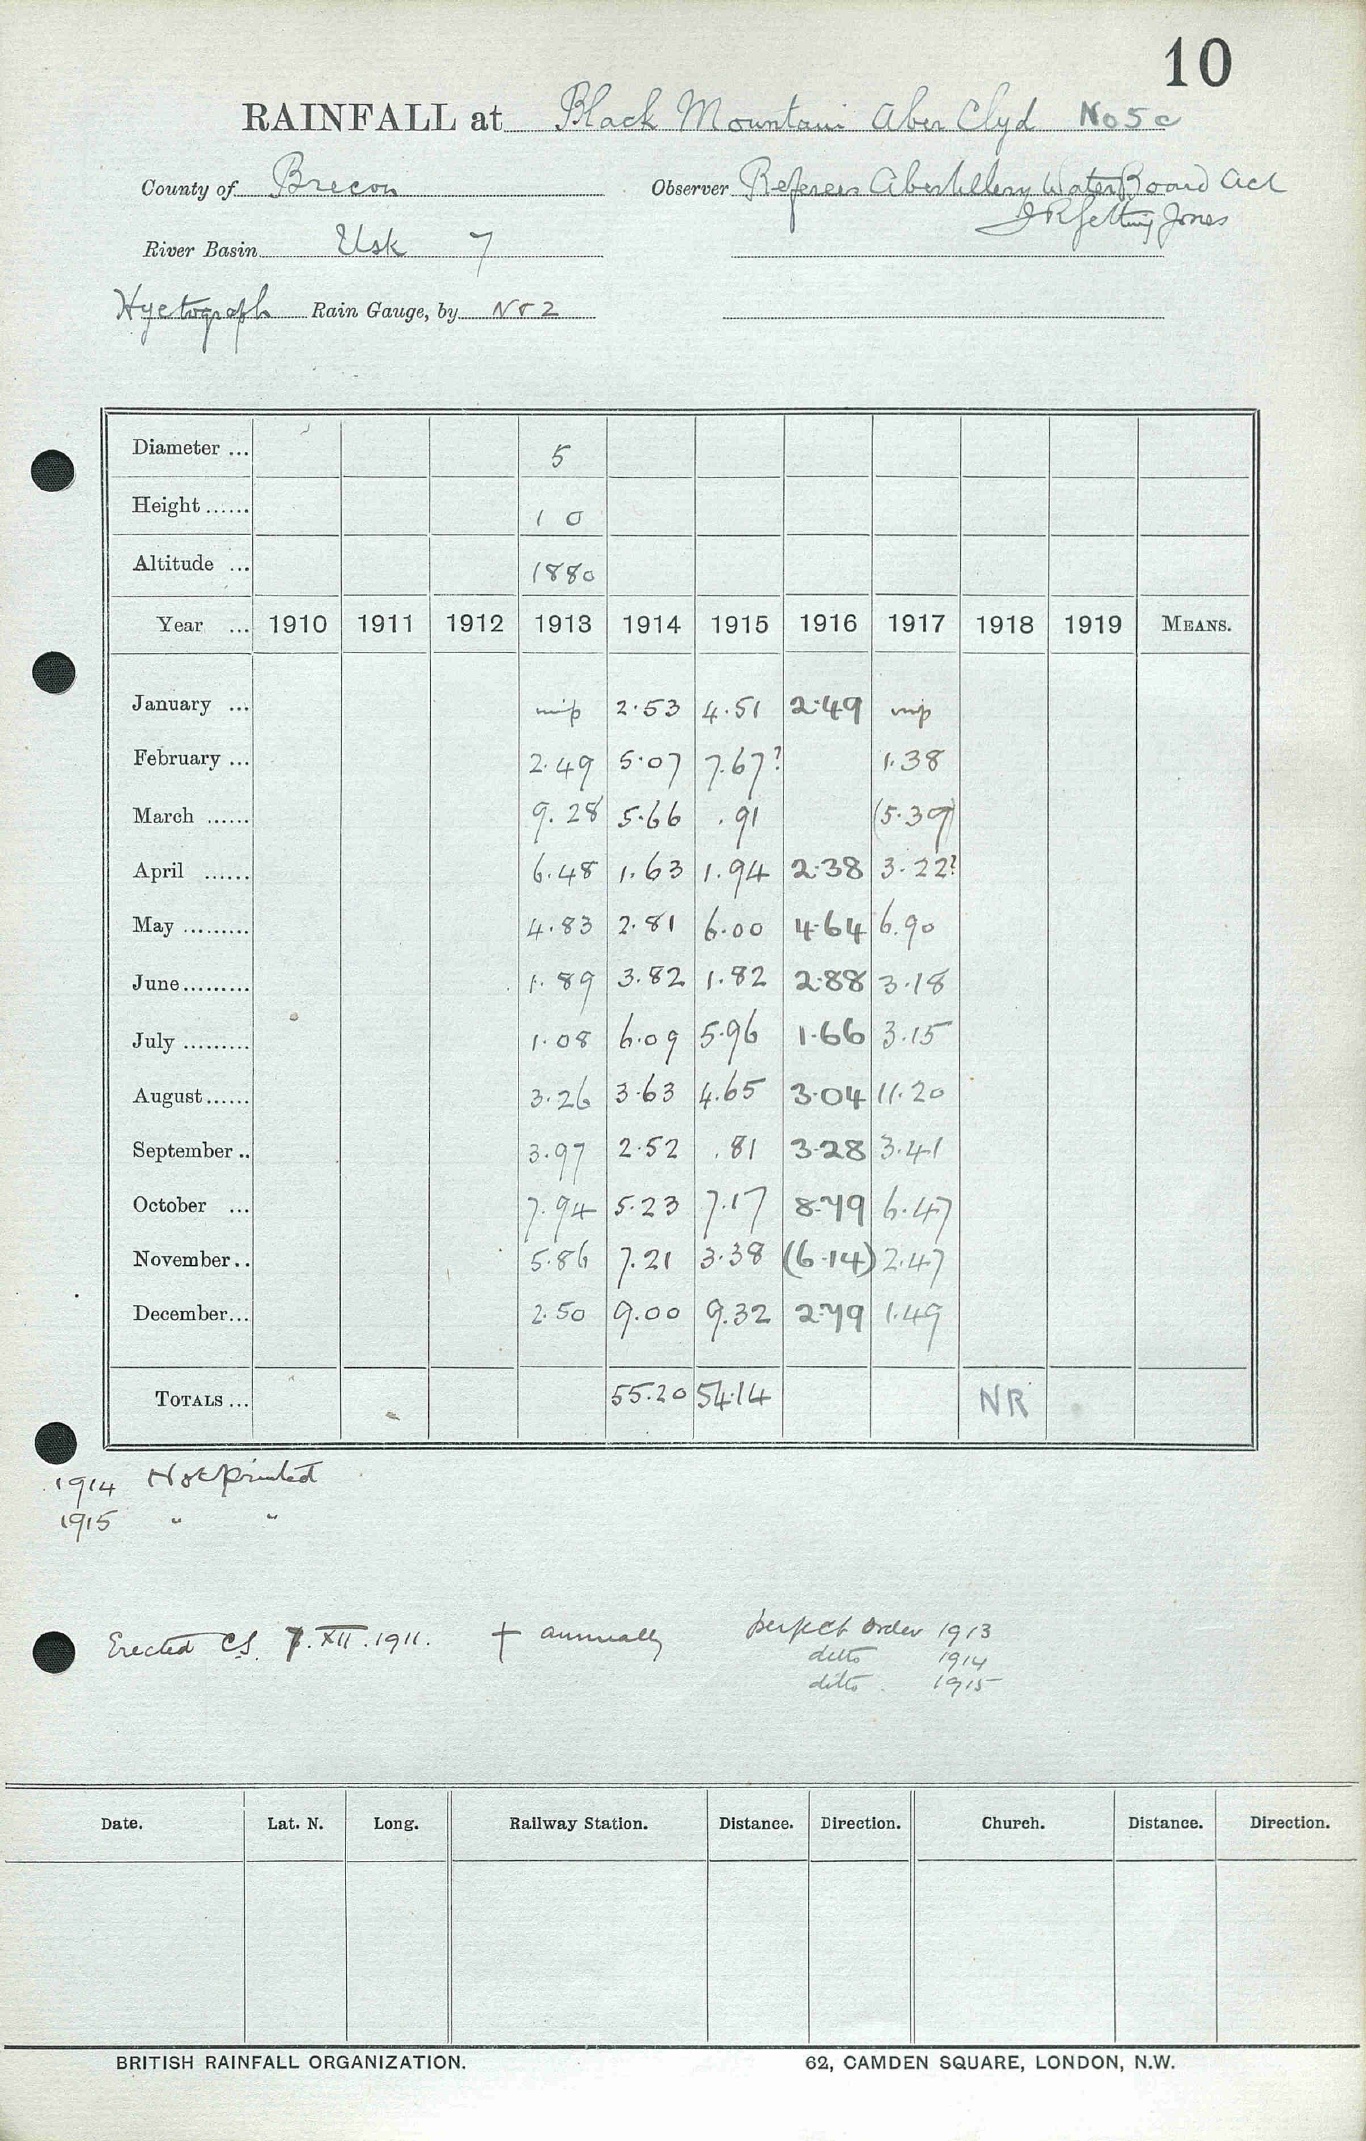 10
RAINFALL at Black Mountain Aber Clyd No 5c
County of Brecon Observer Referees Abertillery Water Board Act
Jones
River Basin Usk 7
Hyetograph Rain Gauge, by No 2
Diameter ... 5
Height ...... 1 0
Altitude ... 1880
Year ... 1910 1911 1912 1913 1914 1915 1916 1917 1918 1919 MEANS.
January ... 2.53 4.51 2.49
February ... 2.49 5.07 7.67? 1.38
March ...... 9.28 5.66 .91 (5.39)
April ...... 6.48 1.63 1.94 2.38 3.22?
May ......... 4.83 2.81 6.00 4.64 6.90
June ......... 1.89 3.82 1.82 2.88 3.18
July ......... 1.08 6.09 5.96 1.66 3.15
August ...... 3.26 3.63 4.65 3.04 11.20
September .. 3.97 2.52 .81 3.28 3.41
October ... 7.94 5.23 7.17 8.79 6.47
November .. 5.86 7.21 3.38 (6.14) 2.47
December ... 2.50 9.00 9.32 2.79 1.49
TOTALS ... 55.20 54.14 NR
1914 Not printed
1915 " "
Erected CS. 7.XII.1911. † annually perfect order 1913
ditto 1914
ditto 1915
Date. Lat. N. Long. Railway Station. Distance. Direction. Church. Distance. Direction.
BRITISH RAINFALL ORGANIZATION. 62, CAMDEN SQUARE, LONDON, N.W.